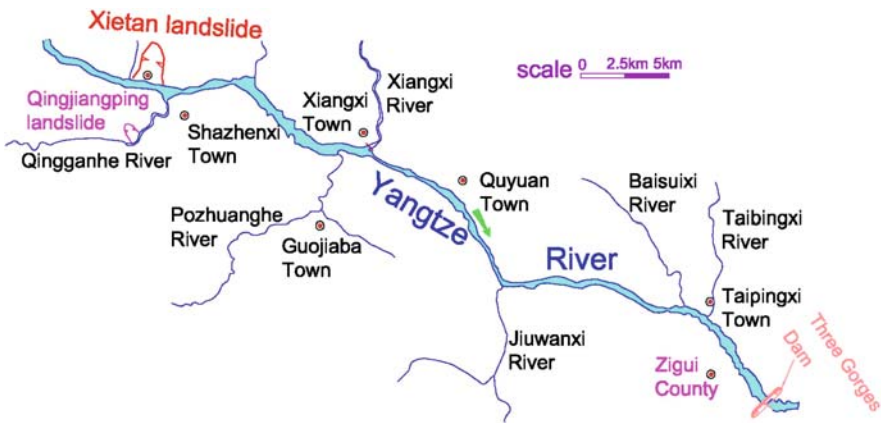 Xietan landslide
scale 0 2.5km 5km
Qingjiangping
landslide
Shazhenxi
Town
Qingganhe River
Xiangxi
Town
Xiangxi
River
Quyuan
Town
Yangtze
River
Pozhuanghe
River
Guojiaba
Town
Baisuixi
River
Taibingxi
River
Taipingxi
Town
Jiuwanxi
River
Zigui
County
Three Gorges
Dam